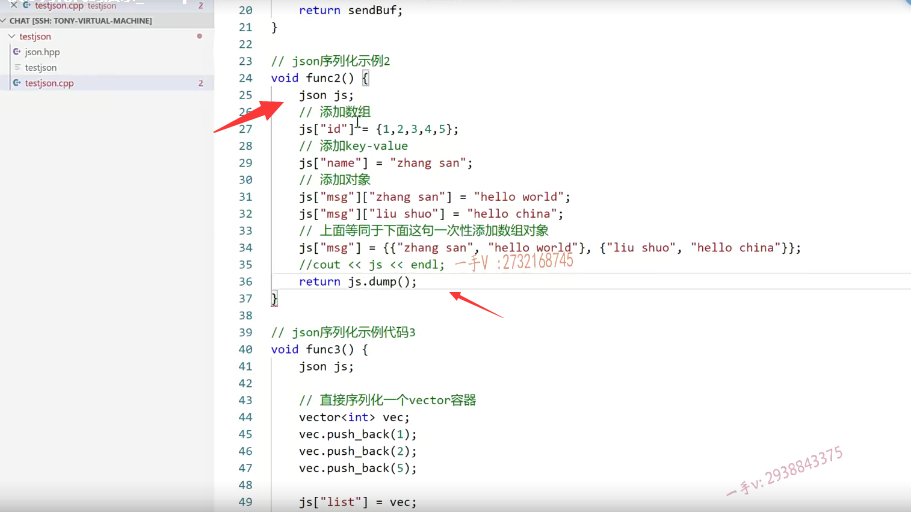 testjson.cpp testjson 2
CHAT [SSH: TONY-VIRTUAL-MACHINE]
testjson
json.hpp
testjson
testjson.cpp 2
20 return sendBuf;
21 }
22
23 // json序列化示例2
24 void func2() {
25 json js;
26 // 添加数组
27 js["id"] = {1,2,3,4,5};
28 // 添加key-value
29 js["name"] = "zhang san";
30 // 添加对象
31 js["msg"]["zhang san"] = "hello world";
32 js["msg"]["liu shuo"] = "hello china";
33 // 上面等同于下面这句一次性添加数组对象
34 js["msg"] = {{"zhang san", "hello world"}, {"liu shuo", "hello china"}};
35 //cout << js << endl;
一手V :2732168745
36 return js.dump();
37 }
38
39 // json序列化示例代码3
40 void func3() {
41 json js;
42
43 // 直接序列化一个vector容器
44 vector<int> vec;
45 vec.push_back(1);
46 vec.push_back(2);
47 vec.push_back(5);
48
49 js["list"] = vec;
一手v: 2938843375